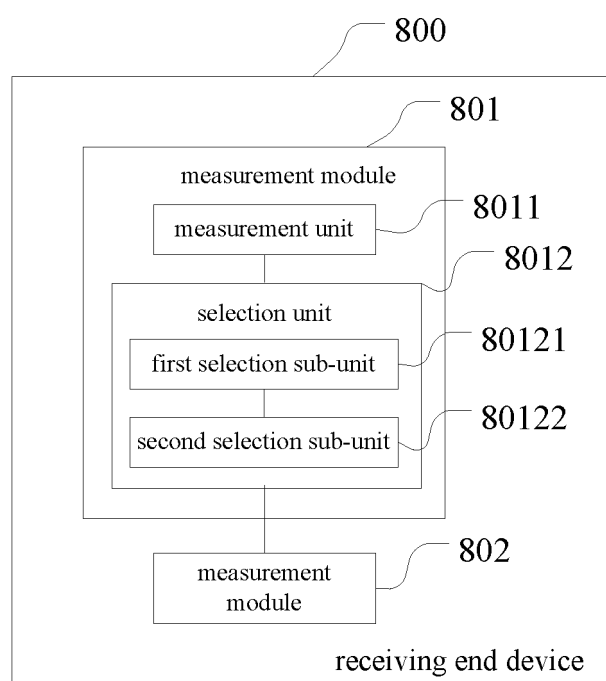 800
801
measurement module
measurement unit
8011
8012
selection unit
first selection sub-unit
80121
second selection sub-unit
80122
measurement
module
802
receiving end device